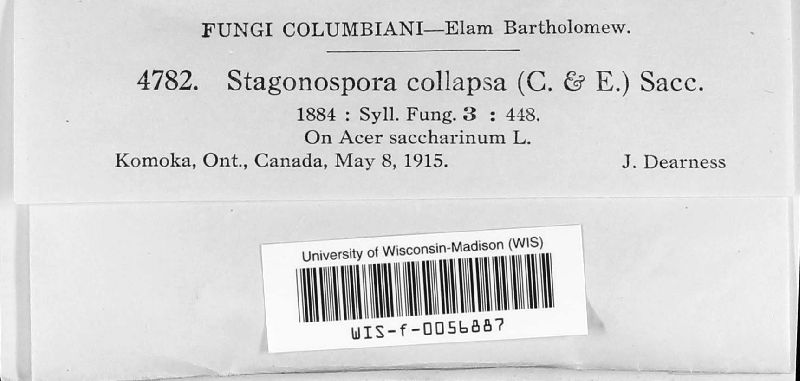 FUNGI COLUMBIANI—Elam Bartholomew.
4782. Stagonospora collapsa (C. & E.) Sacc.
1884 : Syll. Fung. 3 : 448.
On Acer saccharinum L.
Komoka, Ont., Canada, May 8, 1915. J. Dearness
University of Wisconsin-Madison (WIS)
WIS-f-0056887